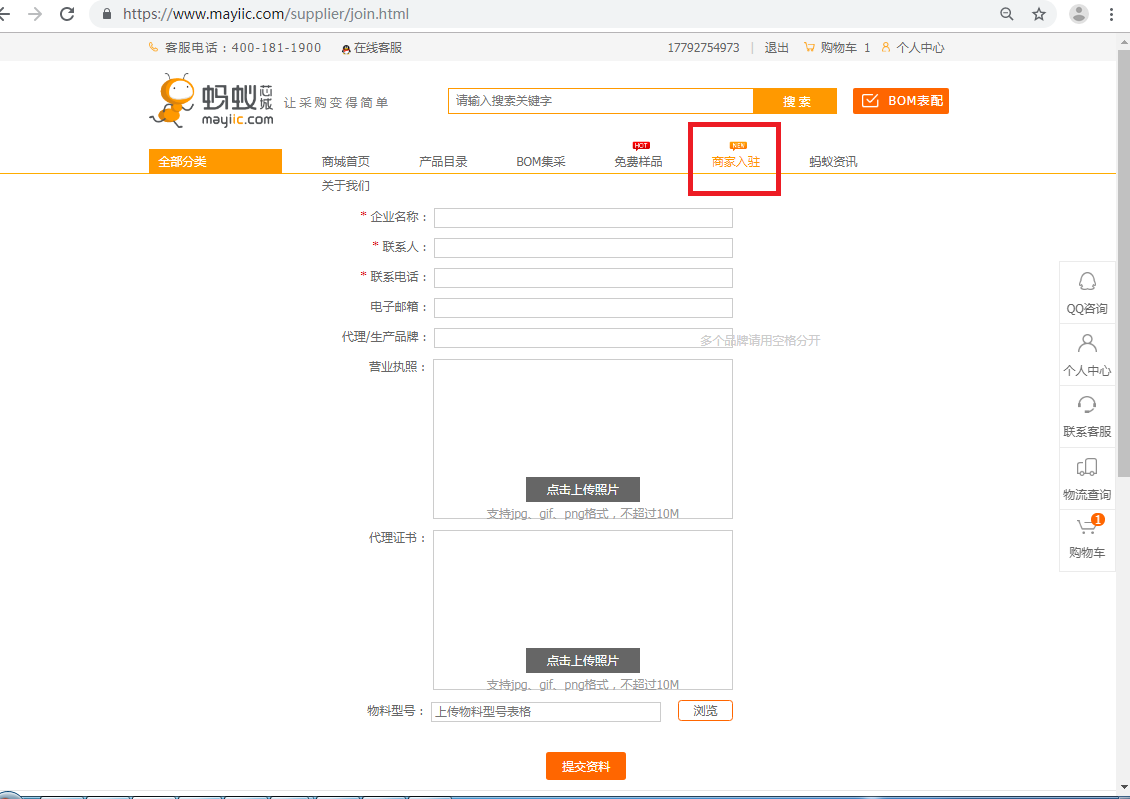 https://www.mayiic.com/supplier/join.html
客服电话：400-181-1900 在线客服 17792754973 | 退出 购物车 1 个人中心
蚂蚁芯城 mayiic.com 让采购变得简单 请输入搜索关键字 搜索 BOM表配
HOT NEW
全部分类 商城首页 产品目录 BOM集采 免费样品 商家入驻 蚂蚁资讯
关于我们
* 企业名称：
* 联系人：
* 联系电话：
电子邮箱：
代理/生产品牌： 多个品牌请用空格分开
营业执照：
点击上传照片
支持jpg、gif、png格式，不超过10M
代理证书：
点击上传照片
支持jpg、gif、png格式，不超过10M
物料型号： 上传物料型号表格 浏览
提交资料
QQ咨询
个人中心
联系客服
物流查询
1
购物车